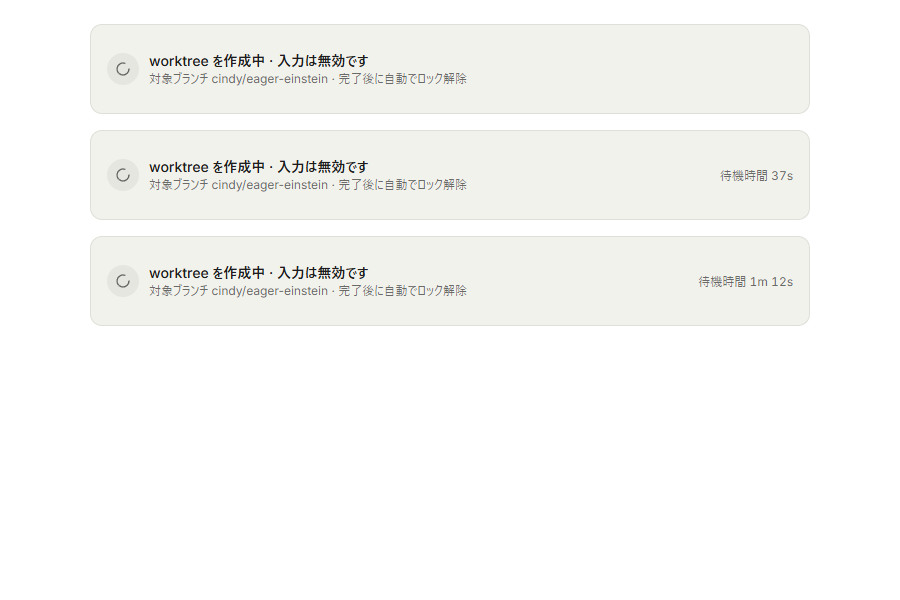 worktree を作成中 · 入力は無効です
対象ブランチ cindy/eager-einstein · 完了後に自動でロック解除
worktree を作成中 · 入力は無効です
対象ブランチ cindy/eager-einstein · 完了後に自動でロック解除
待機時間 37s
worktree を作成中 · 入力は無効です
対象ブランチ cindy/eager-einstein · 完了後に自動でロック解除
待機時間 1m 12s